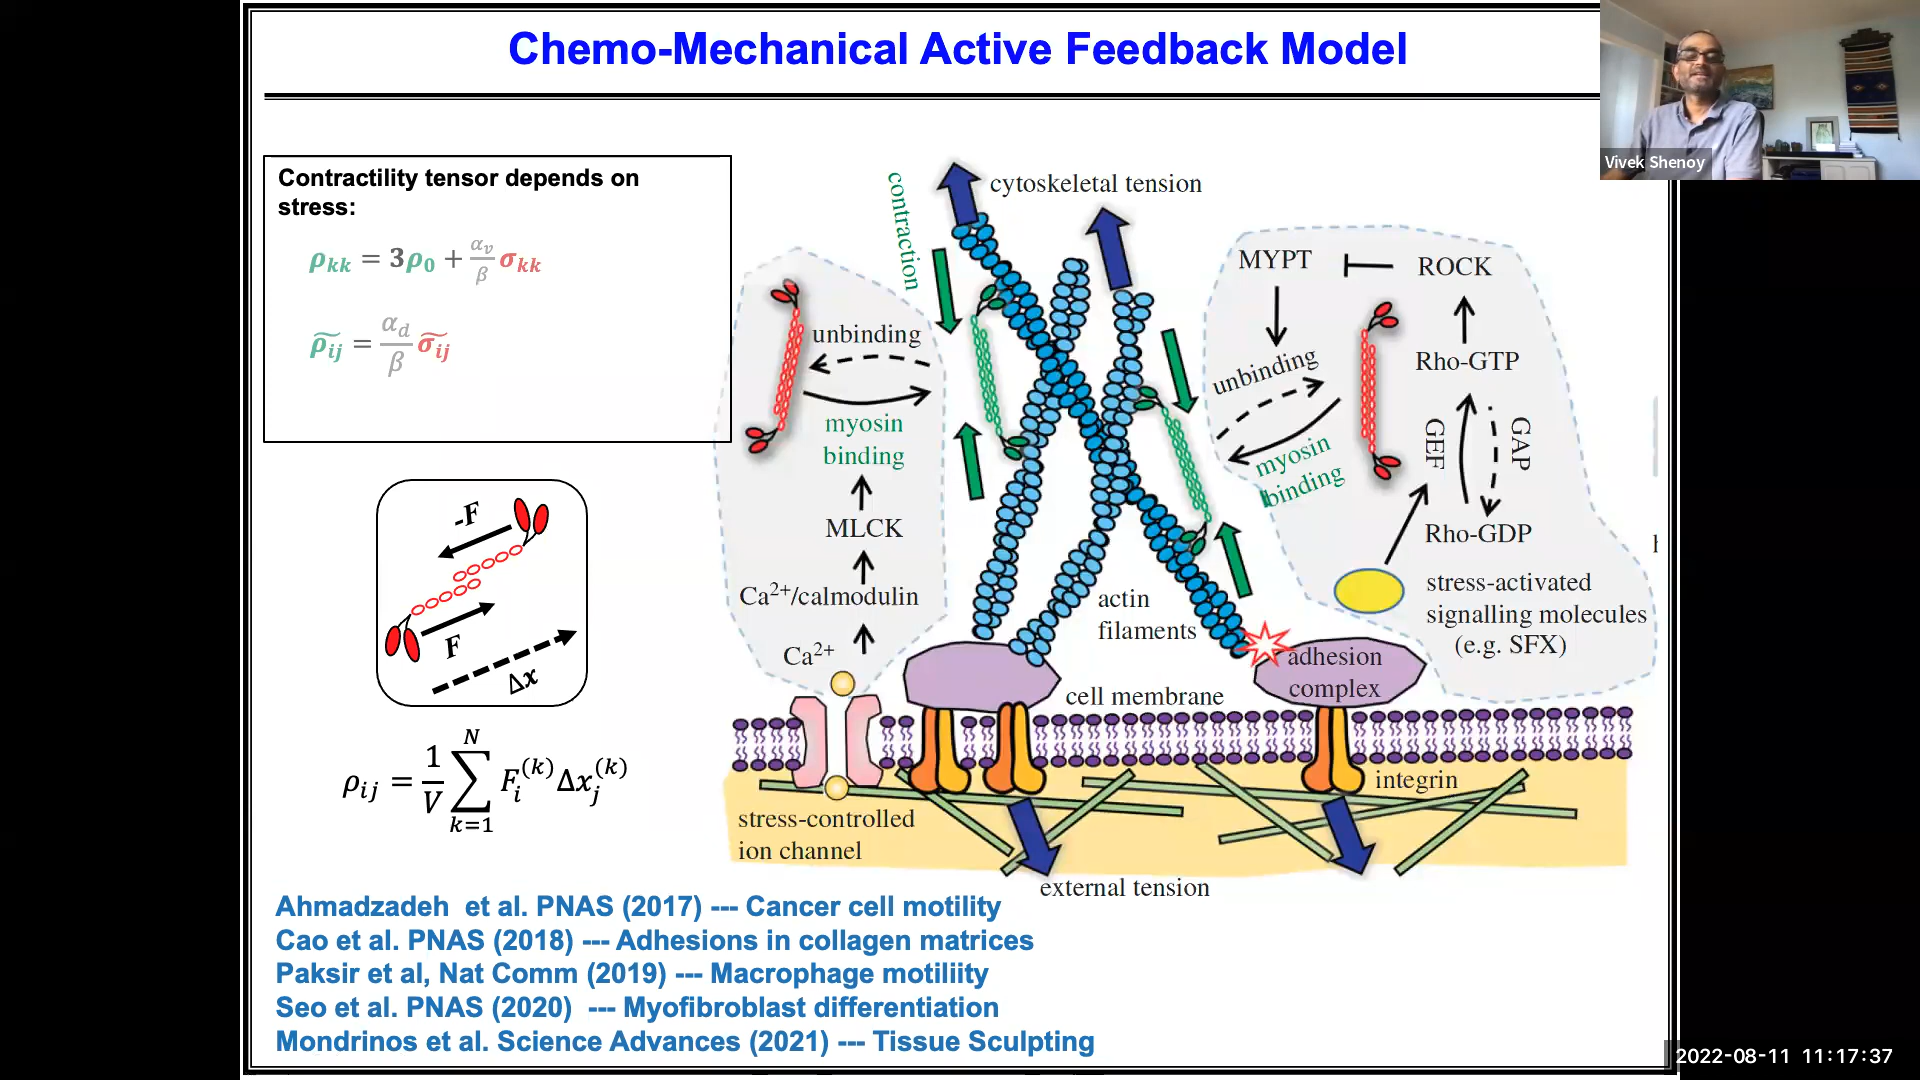 Chemo-Mechanical Active Feedback Model
Vivek Shenoy
Contractility tensor depends on
stress:
ρkk = 3ρ0 + αv/β σkk
ρ̃ij = αd/β σ̃ij
-F
F
Δx
ρij = 1/V ∑ N k=1 Fi(k) Δxj(k)
contraction
cytoskeletal tension
unbinding
myosin
binding
MLCK
Ca2+/calmodulin
Ca2+
stress-controlled
ion channel
actin
filaments
cell membrane
adhesion
complex
integrin
external tension
MYPT
ROCK
unbinding
myosin
binding
Rho-GTP
GEF
GAP
Rho-GDP
stress-activated
signalling molecules
(e.g. SFX)
Ahmadzadeh et al. PNAS (2017) --- Cancer cell motility
Cao et al. PNAS (2018) --- Adhesions in collagen matrices
Paksir et al, Nat Comm (2019) --- Macrophage motiliity
Seo et al. PNAS (2020) --- Myofibroblast differentiation
Mondrinos et al. Science Advances (2021) --- Tissue Sculpting
2022-08-11 11:17:37